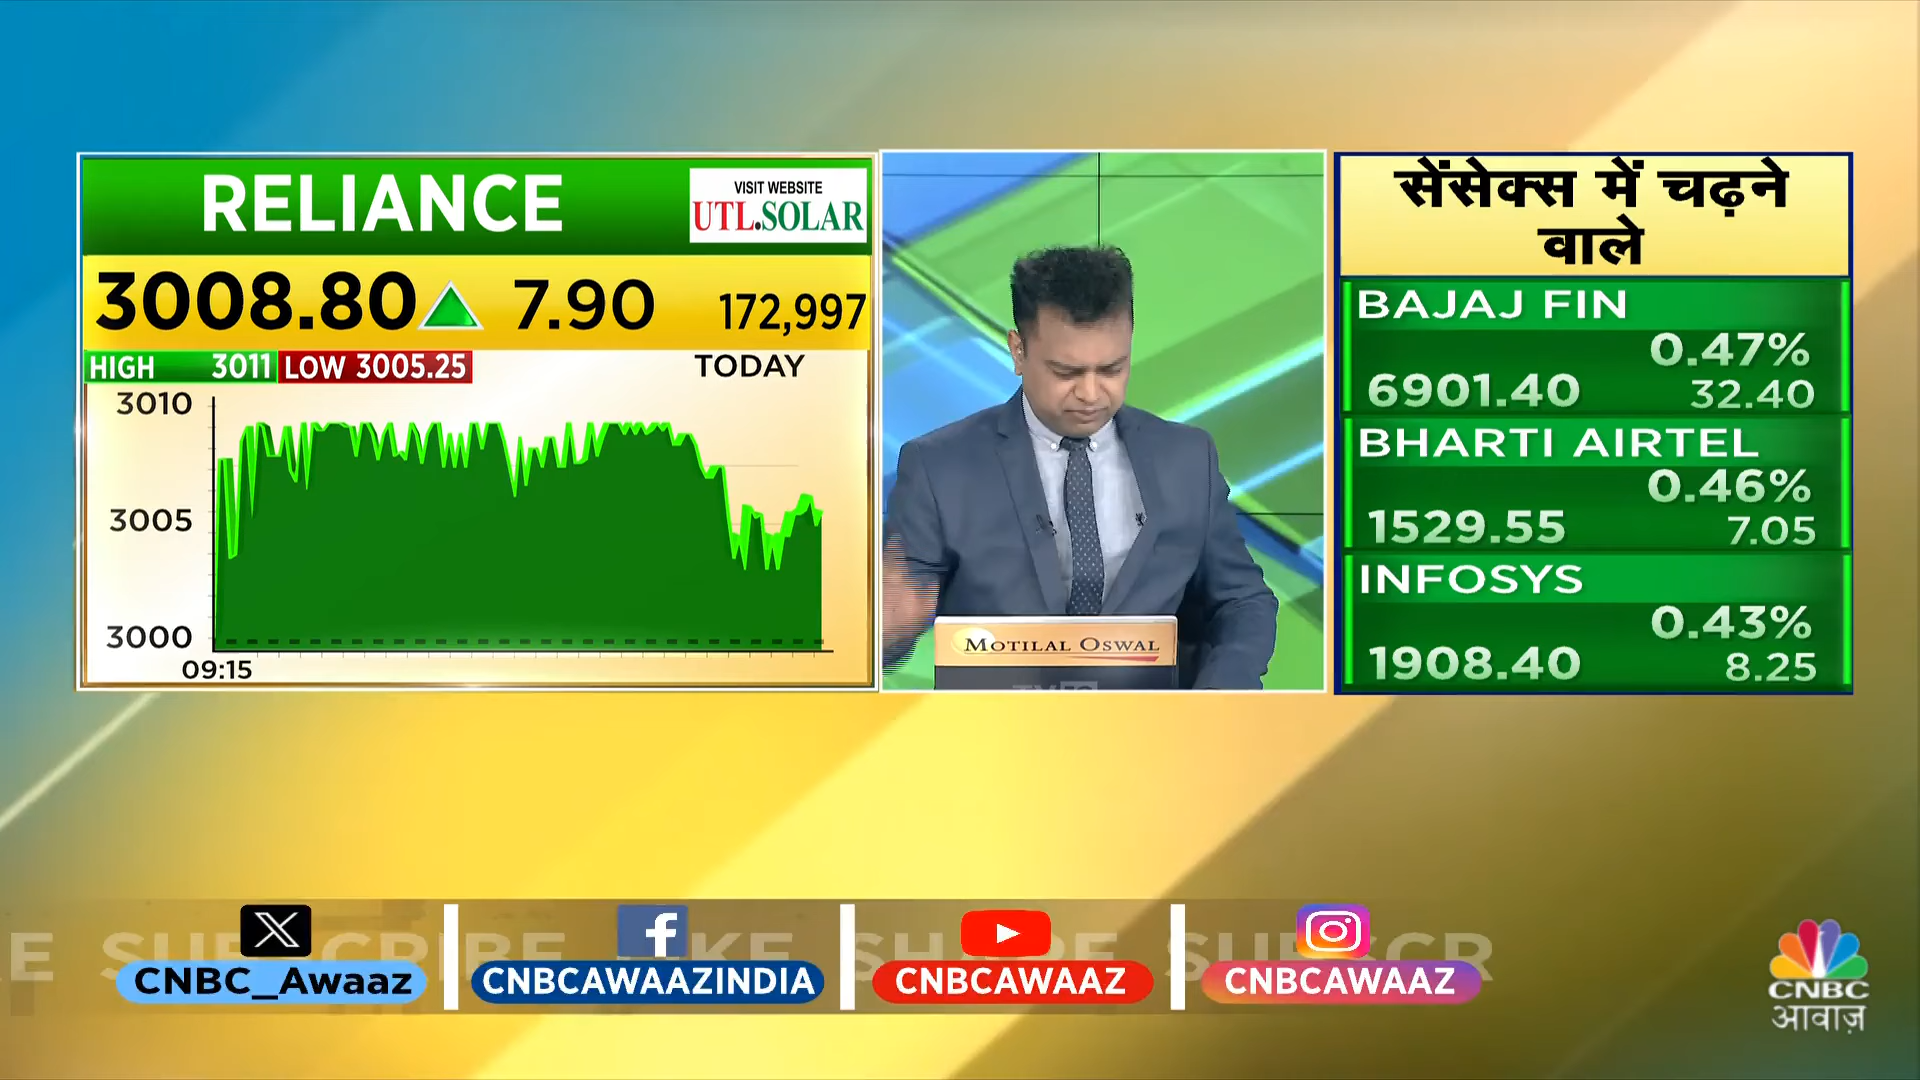 RELIANCE
VISIT WEBSITE
UTL.SOLAR
3008.80 7.90 172,997
HIGH 3011 LOW 3005.25 TODAY
3010
3005
3000
09:15
MOTILAL OSWAL
सेंसेक्स में चढ़ने
वाले
BAJAJ FIN
0.47%
6901.40 32.40
BHARTI AIRTEL
0.46%
1529.55 7.05
INFOSYS
0.43%
1908.40 8.25
SHARE
CNBC_Awaaz
CNBCAWAAZINDIA
CNBCAWAAZ
CNBCAWAAZ
CNBC
आवाज़